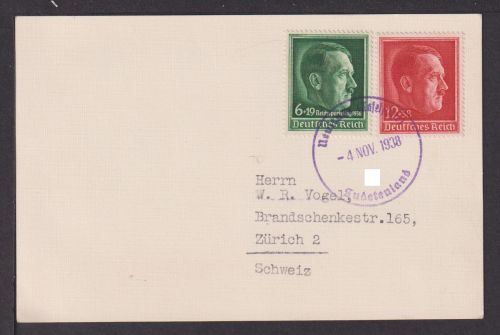 6+19 Reichsparteitag 1938
Deutsches Reich
Deutsches Reich
- 4 NOV. 1938
Sudetenland
Herrn
W. R. Vogel,
Brandschenkestr.165,
Zürich 2
Schweiz